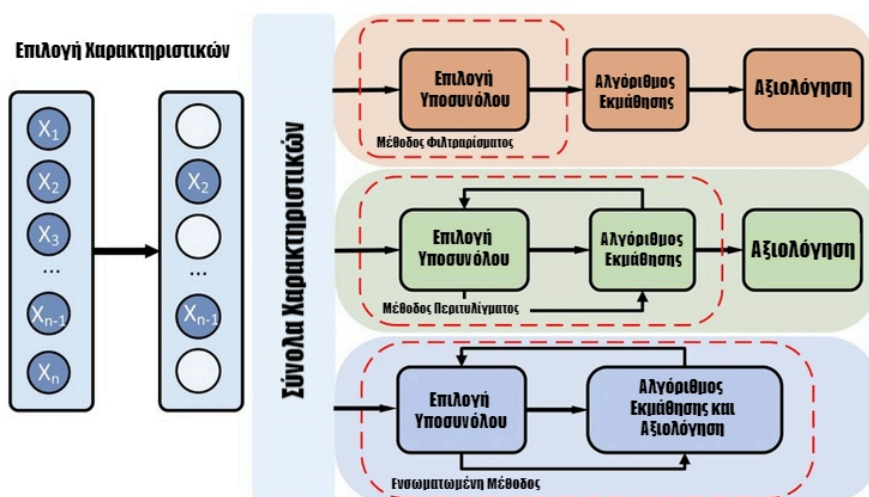 Επιλογή Χαρακτηριστικών
X1
X2
X3
...
Xn-1
Xn
X2
...
Xn-1
Σύνολα Χαρακτηριστικών
Επιλογή
Υποσυνόλου
Αλγόριθμος
Εκμάθησης
Αξιολόγηση
Μέθοδος Φιλτραρίσματος
Επιλογή
Υποσυνόλου
Αλγόριθμος
Εκμάθησης
Αξιολόγηση
Μέθοδος Περιτυλίγματος
Επιλογή
Υποσυνόλου
Αλγόριθμος
Εκμάθησης και
Αξιολόγηση
Ενσωματωμένη Μέθοδος